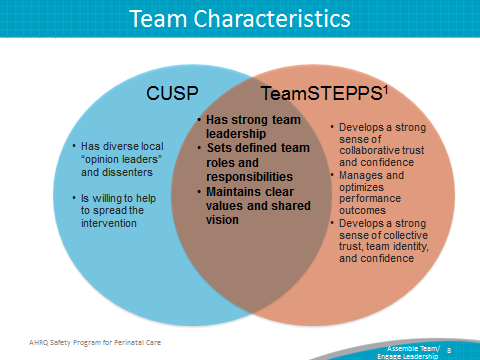 Team Characteristics
CUSP
• Has diverse local
“opinion leaders”
and dissenters
• Is willing to help
to spread the
intervention
• Has strong team
leadership
• Sets defined team
roles and
responsibilities
• Maintains clear
values and shared
vision
TeamSTEPPS¹
• Develops a strong
sense of
collaborative trust
and confidence
• Manages and
optimizes
performance
outcomes
• Develops a strong
sense of collective
trust, team identity,
and confidence
AHRQ Safety Program for Perinatal Care
Assemble Team/
Engage Leadership
8